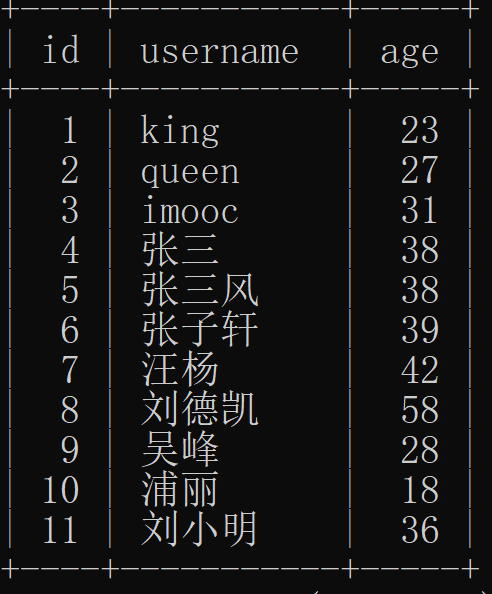 +----+------------+-----+
| id | username   | age |
+----+------------+-----+
|  1 | king       |  23 |
|  2 | queen      |  27 |
|  3 | imooc      |  31 |
|  4 | 张三       |  38 |
|  5 | 张三风     |  38 |
|  6 | 张子轩     |  39 |
|  7 | 汪杨       |  42 |
|  8 | 刘德凯     |  58 |
|  9 | 吴峰       |  28 |
| 10 | 浦丽       |  18 |
| 11 | 刘小明     |  36 |
+----+------------+-----+